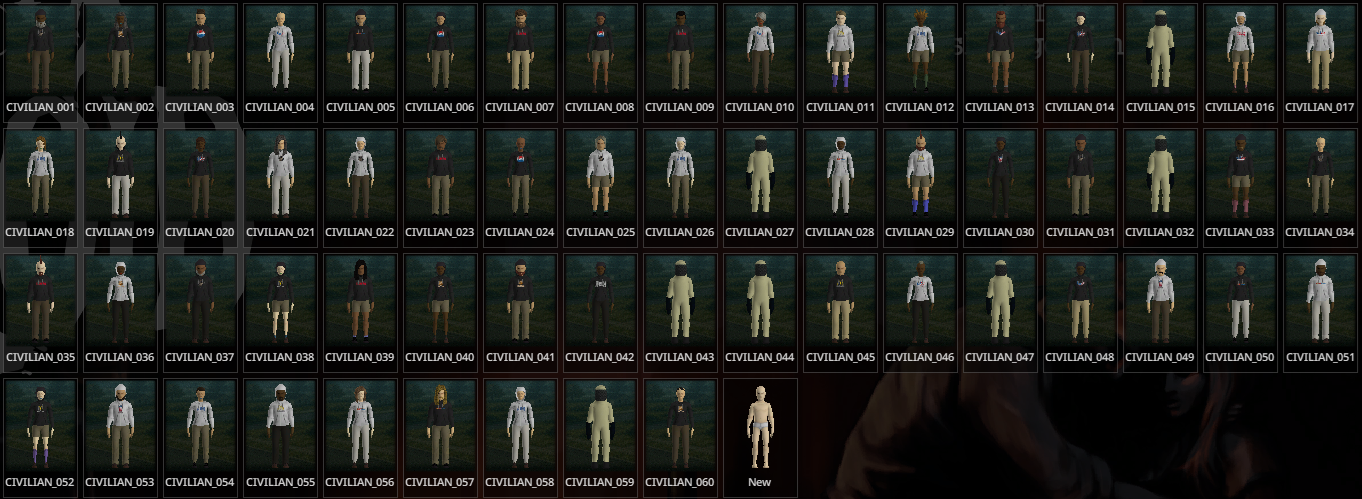 CIVILIAN_001 CIVILIAN_002 CIVILIAN_003 CIVILIAN_004 CIVILIAN_005 CIVILIAN_006 CIVILIAN_007 CIVILIAN_008 CIVILIAN_009 CIVILIAN_010 CIVILIAN_011 CIVILIAN_012 CIVILIAN_013 CIVILIAN_014 CIVILIAN_015 CIVILIAN_016 CIVILIAN_017
CIVILIAN_018 CIVILIAN_019 CIVILIAN_020 CIVILIAN_021 CIVILIAN_022 CIVILIAN_023 CIVILIAN_024 CIVILIAN_025 CIVILIAN_026 CIVILIAN_027 CIVILIAN_028 CIVILIAN_029 CIVILIAN_030 CIVILIAN_031 CIVILIAN_032 CIVILIAN_033 CIVILIAN_034
CIVILIAN_035 CIVILIAN_036 CIVILIAN_037 CIVILIAN_038 CIVILIAN_039 CIVILIAN_040 CIVILIAN_041 CIVILIAN_042 CIVILIAN_043 CIVILIAN_044 CIVILIAN_045 CIVILIAN_046 CIVILIAN_047 CIVILIAN_048 CIVILIAN_049 CIVILIAN_050 CIVILIAN_051
CIVILIAN_052 CIVILIAN_053 CIVILIAN_054 CIVILIAN_055 CIVILIAN_056 CIVILIAN_057 CIVILIAN_058 CIVILIAN_059 CIVILIAN_060 New